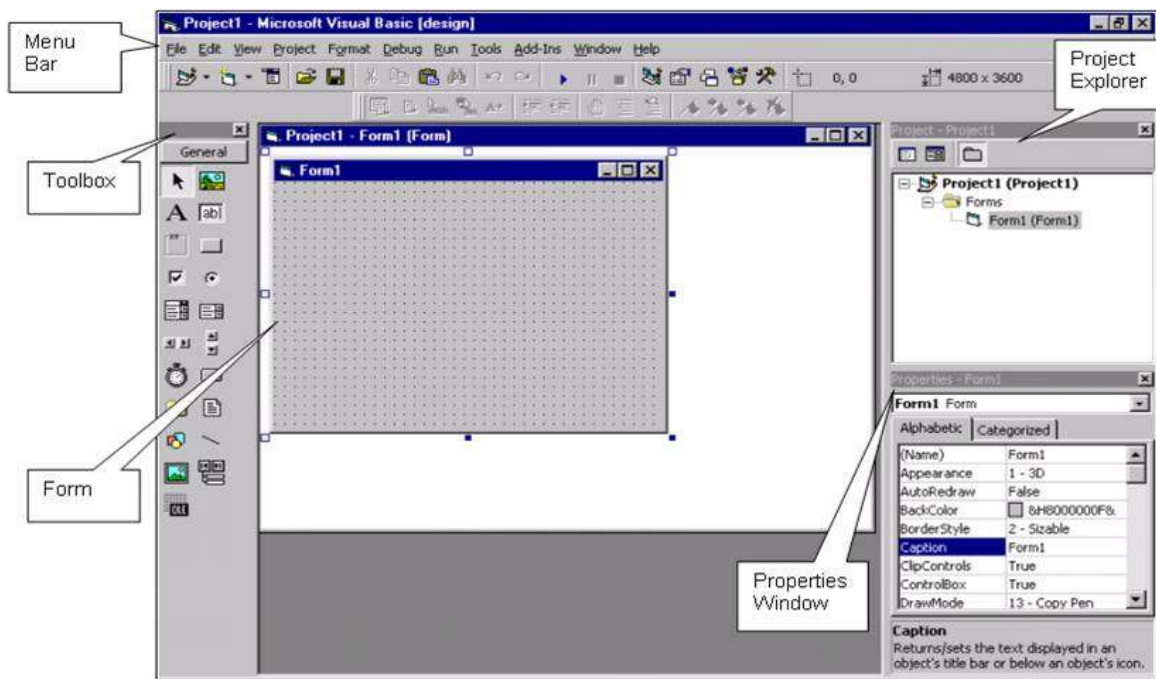 Project1 - Microsoft Visual Basic [design]
Menu Bar
File Edit View Project Format Debug Run Tools Add-Ins Window Help
Project Explorer
0, 0
4800 x 3600
Project1 - Form1 (Form)
Project - Project1
General
Toolbox
Form1
A
ab|
Project1 (Project1)
Forms
Form1 (Form1)
Properties - Form1
Form1 Form
Alphabetic Categorized
(Name) Form1
Appearance 1 - 3D
AutoRedraw False
BackColor &H8000000F&
BorderStyle 2 - Sizable
Caption Form1
ClipControls True
ControlBox True
DrawMode 13 - Copy Pen
Form
OLE
Properties Window
Caption
Returns/sets the text displayed in an
object's title bar or below an object's icon.